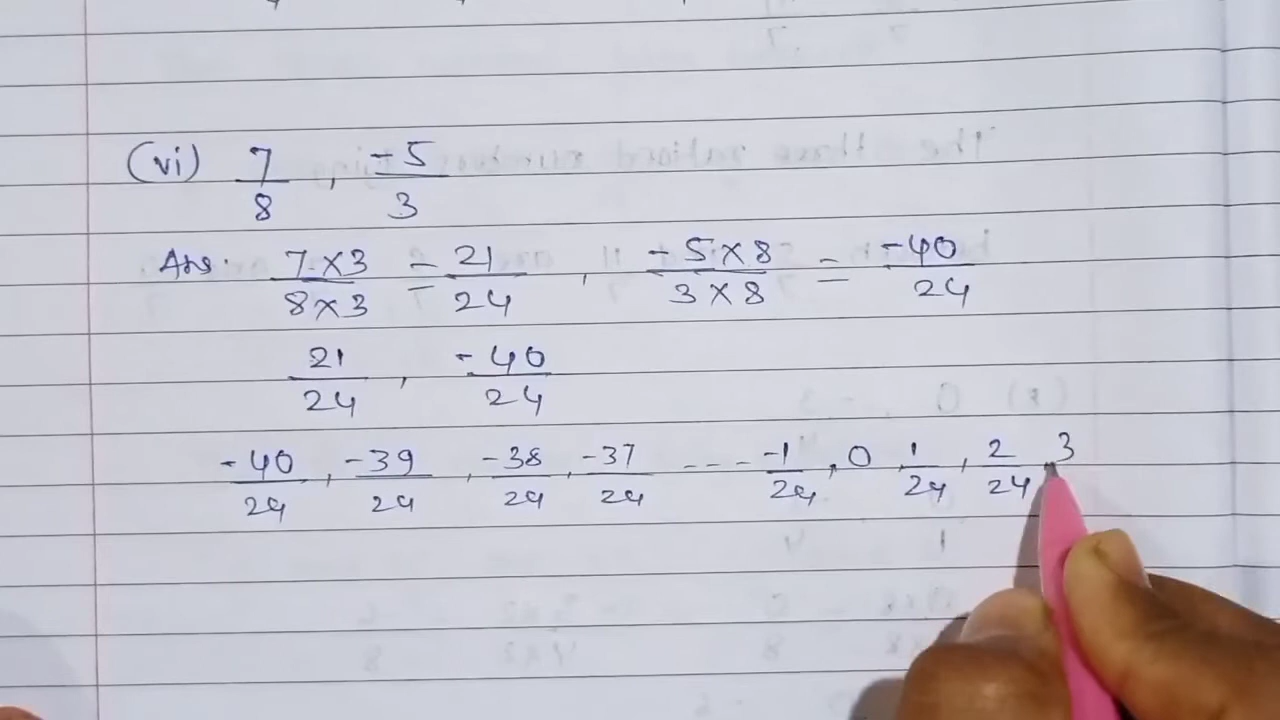 (vi) 7/8 , -5/3
Ans: 7×3/8×3 = 21/24 , -5×8/3×8 = -40/24
21/24 , -40/24
-40/24 , -39/24 , -38/24 , -37/24 ---- -1/24 , 0 1/24 , 2/24 , 3